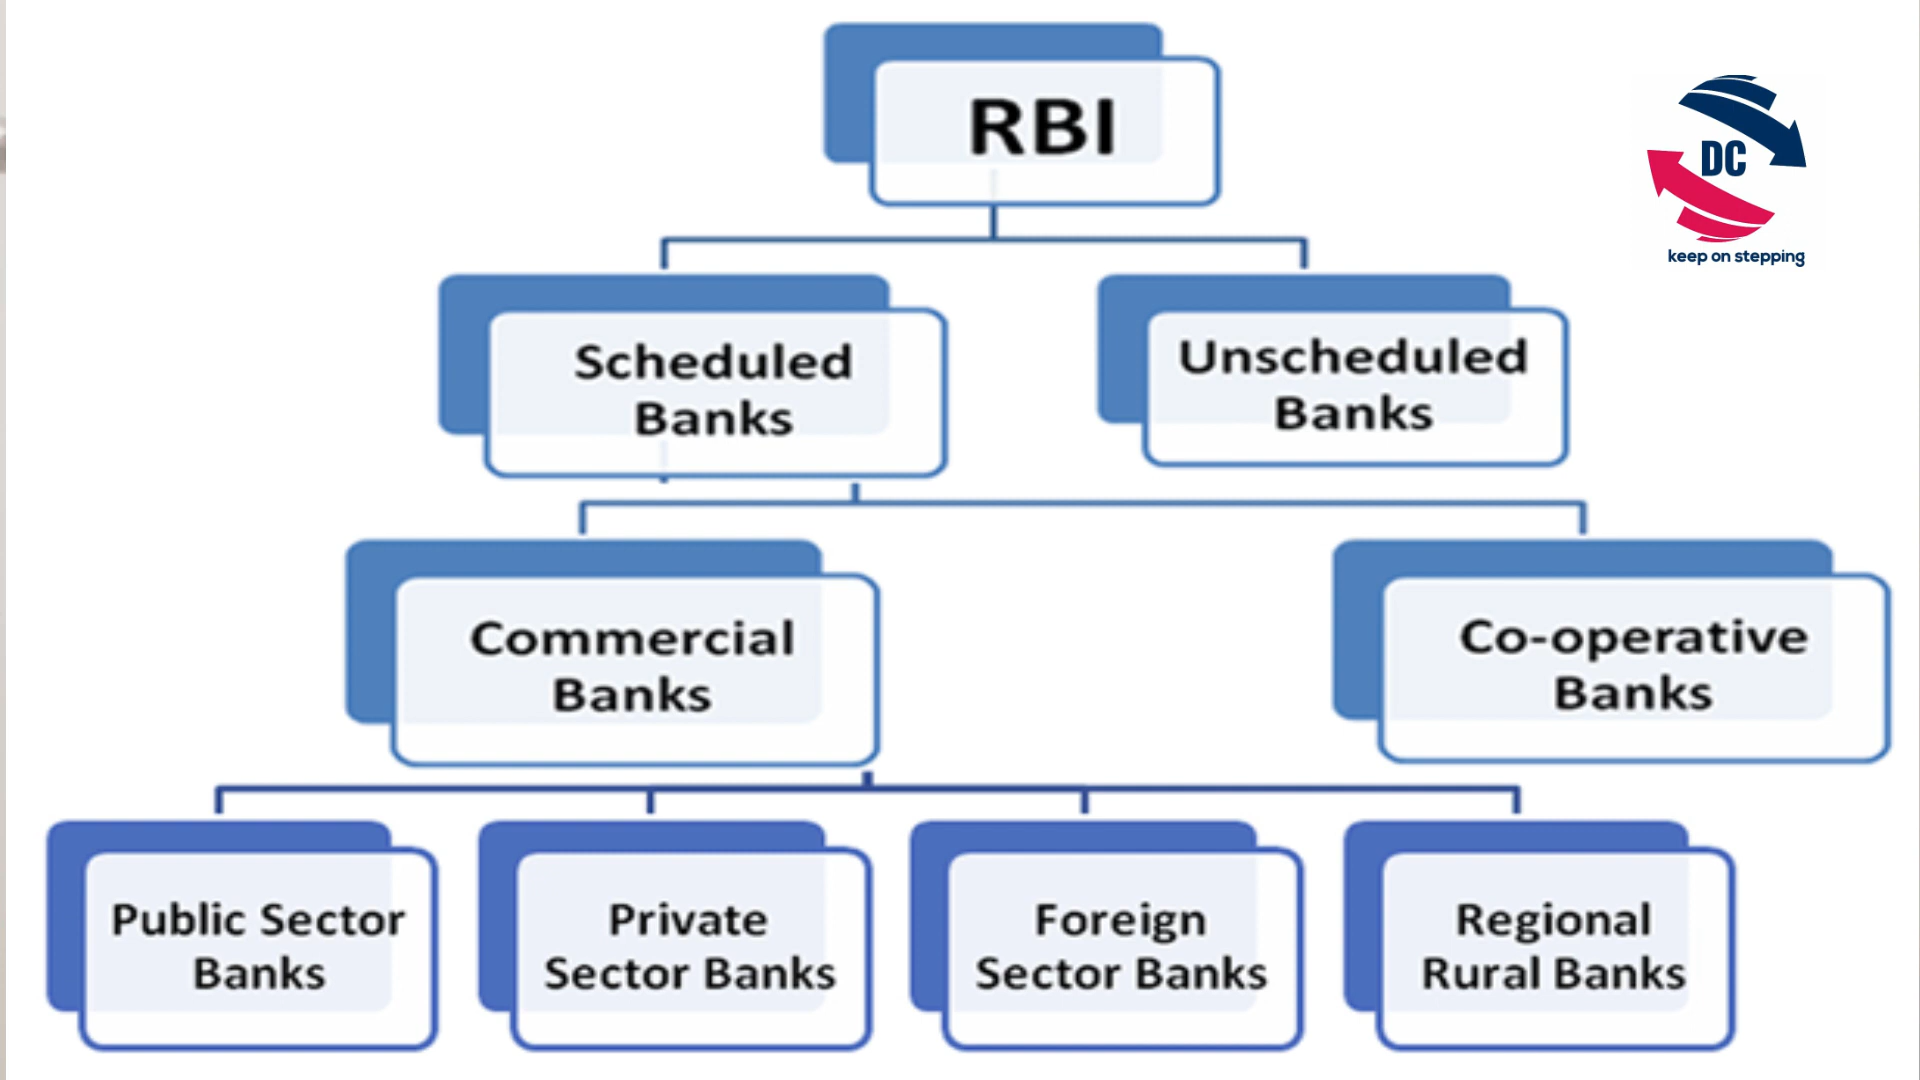 RBI
DC
keep on stepping
Scheduled
Banks
Unscheduled
Banks
Commercial
Banks
Co-operative
Banks
Public Sector
Banks
Private
Sector Banks
Foreign
Sector Banks
Regional
Rural Banks